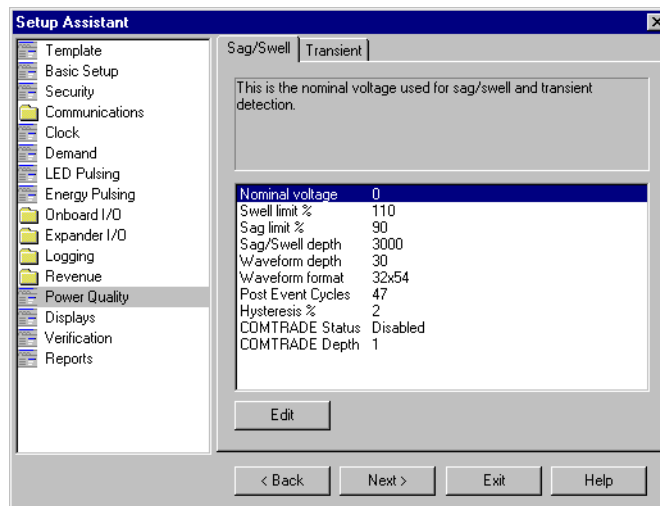 Setup Assistant
Template
Basic Setup
Security
Communications
Clock
Demand
LED Pulsing
Energy Pulsing
Onboard I/O
Expander I/O
Logging
Revenue
Power Quality
Displays
Verification
Reports
Sag/Swell Transient
This is the nominal voltage used for sag/swell and transient
detection.
Nominal voltage 0
Swell limit % 110
Sag limit % 90
Sag/Swell depth 3000
Waveform depth 30
Waveform format 32x54
Post Event Cycles 47
Hysteresis % 2
COMTRADE Status Disabled
COMTRADE Depth 1
Edit
< Back Next > Exit Help